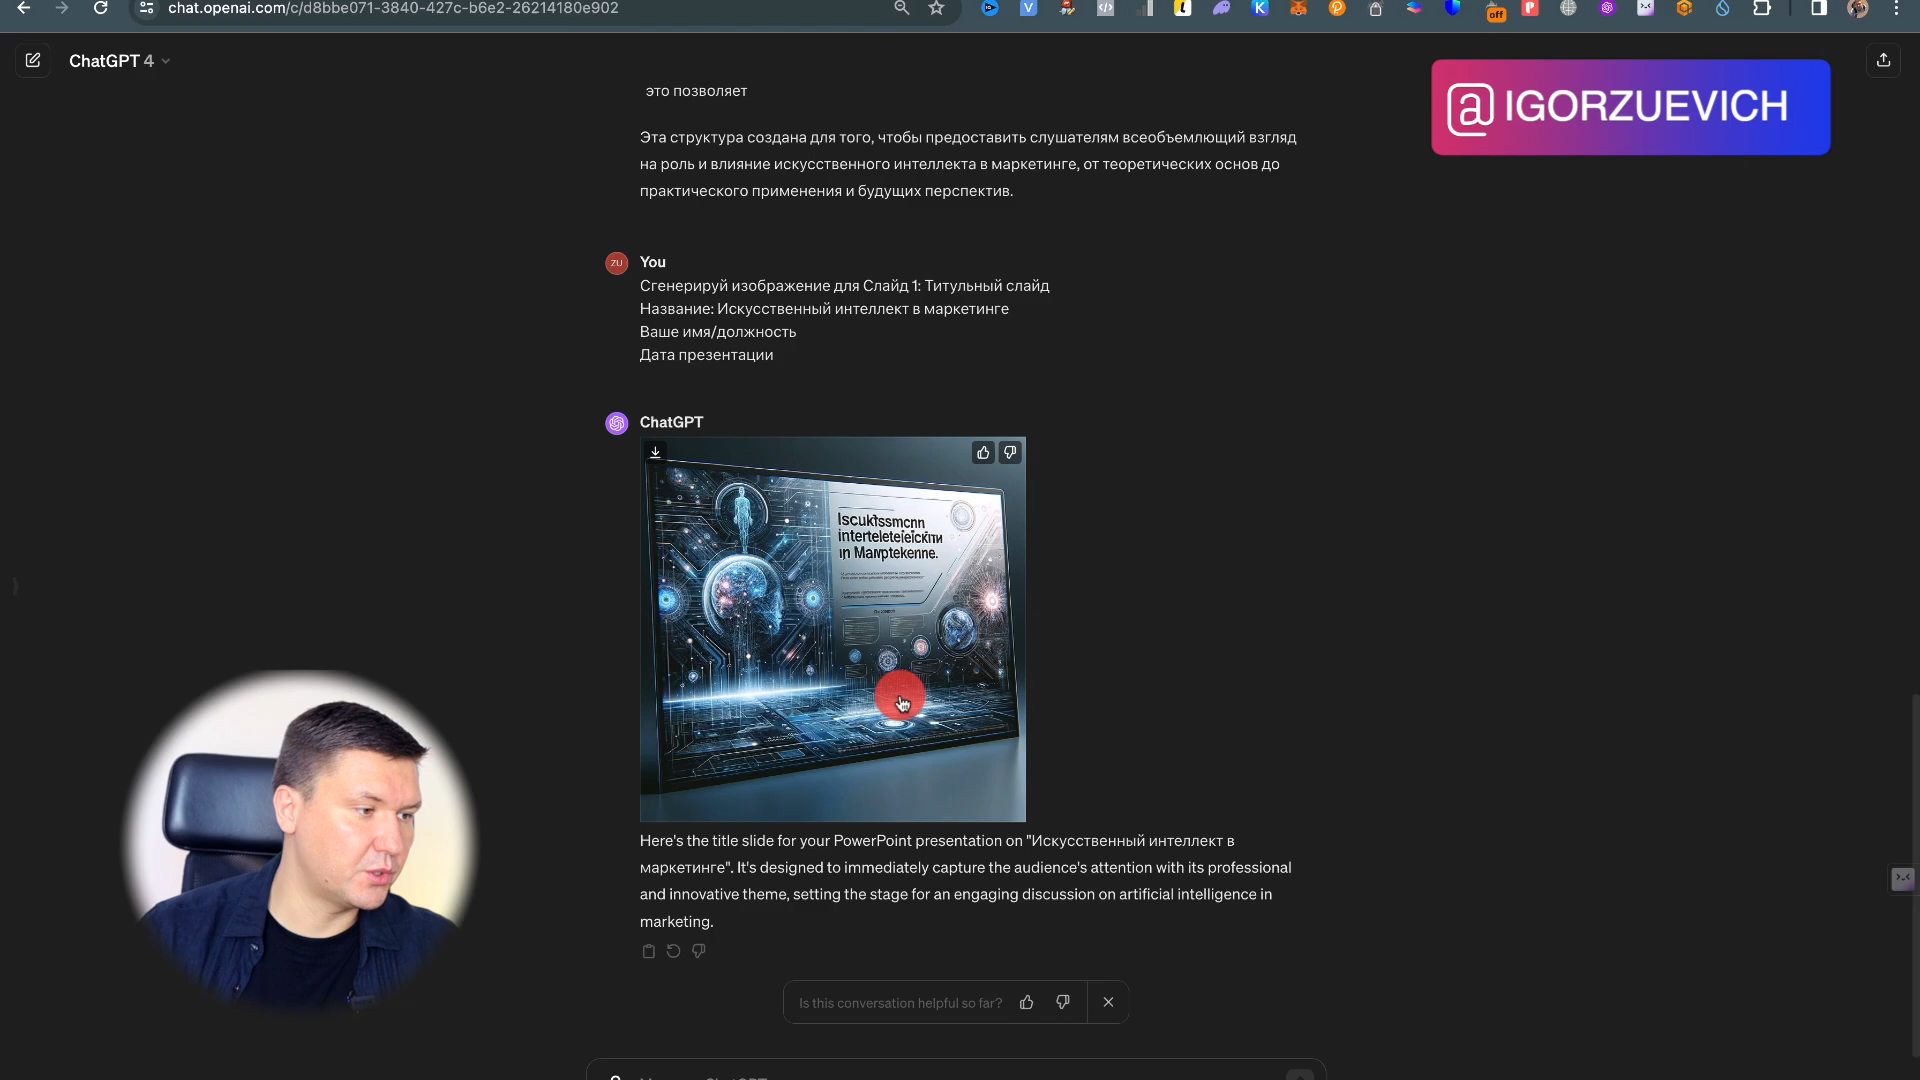 chat.openai.com/c/d8bbe071-3840-427c-b6e2-26214180e902
off
ChatGPT 4
@IGORZUEVICH
это позволяет
Эта структура создана для того, чтобы предоставить слушателям всеобъемлющий взгляд
на роль и влияние искусственного интеллекта в маркетинге, от теоретических основ до
практического применения и будущих перспектив.
ZU
You
Сгенерируй изображение для Слайд 1: Титульный слайд
Название: Искусственный интеллект в маркетинге
Ваше имя/должность
Дата презентации
ChatGPT
Here's the title slide for your PowerPoint presentation on "Искусственный интеллект в
маркетинге". It's designed to immediately capture the audience's attention with its professional
and innovative theme, setting the stage for an engaging discussion on artificial intelligence in
marketing.
Is this conversation helpful so far?